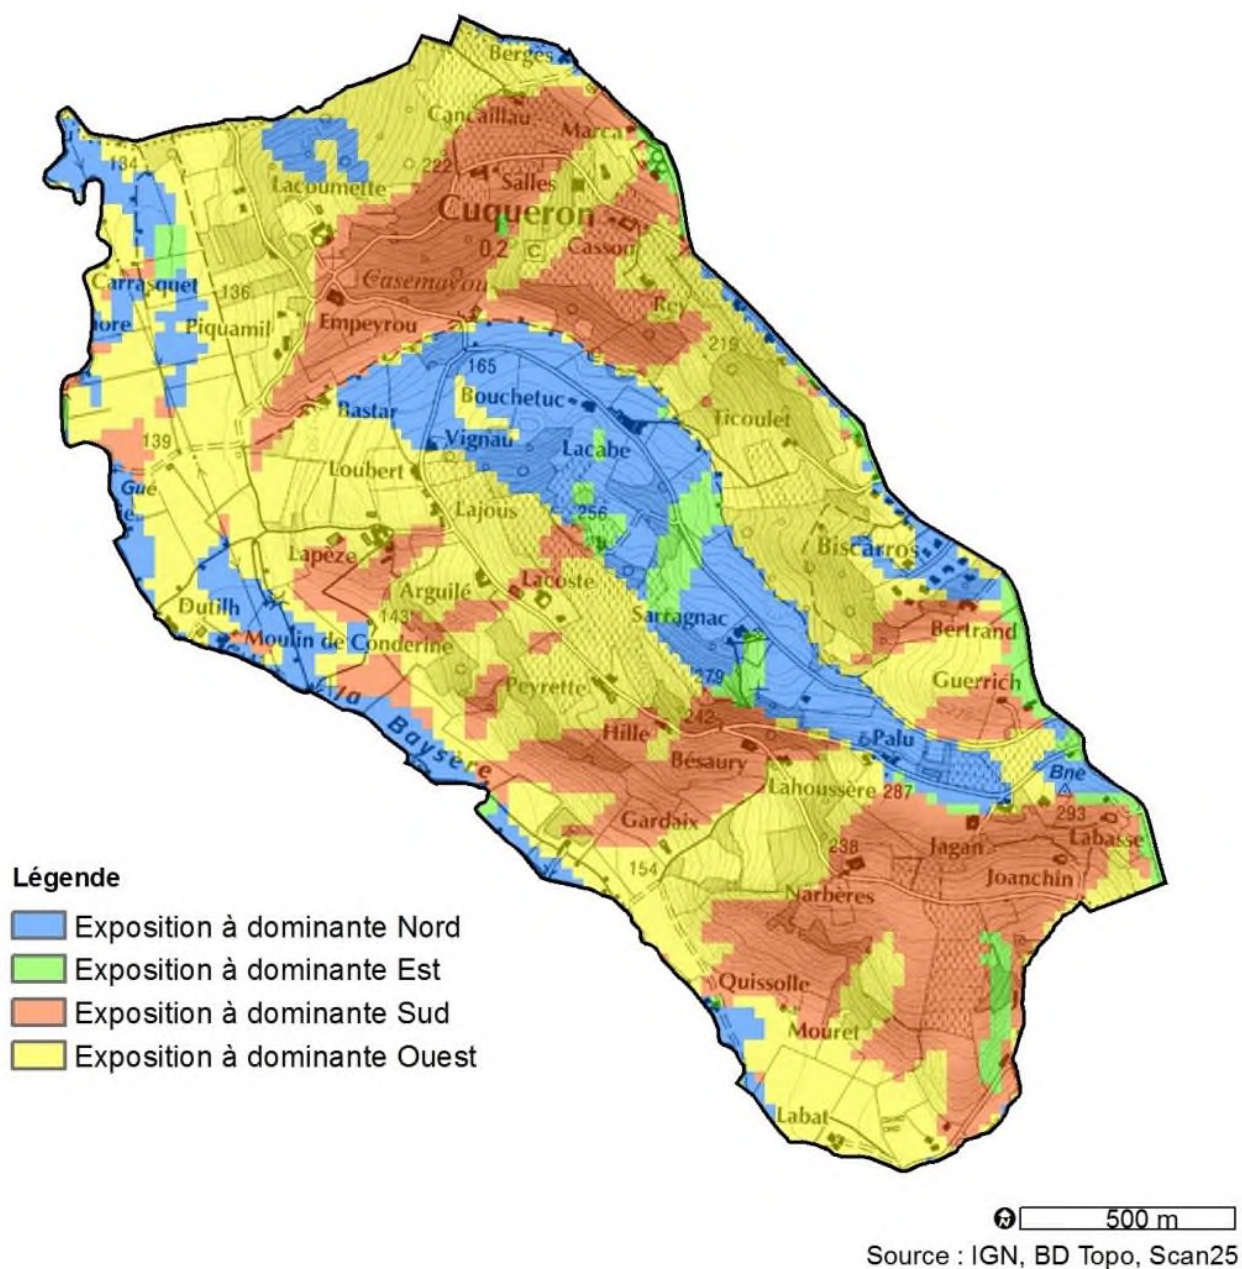 Bergès
Cancaillau
Marca
134
222
Lacoumette
Salles
Cuqueron
0.2
C
Casson
Carrasquet
136
Casemayou
Rey
Piquamil
Empeyrou
219
165
Bouchetuc
Bastar
Ticoulet
139
Vignau
Lacabe
Loubert
Gué
Lajous
256
Lapèze
Biscarros
Lacoste
Arguilé
Dutilh
143
Sarragnac
Bertrand
Moulin de Conderine
279
Guerrich
Peyrette
la Baysère
242
Hille
Palu
Bésaury
Bne
Lahoussère
287
293
Gardaix
238
Jagan
Labasse
154
Joanchin
Narbères
Quissolle
Mouret
Labat
Légende
Exposition à dominante Nord
Exposition à dominante Est
Exposition à dominante Sud
Exposition à dominante Ouest
N
500 m
Source : IGN, BD Topo, Scan25